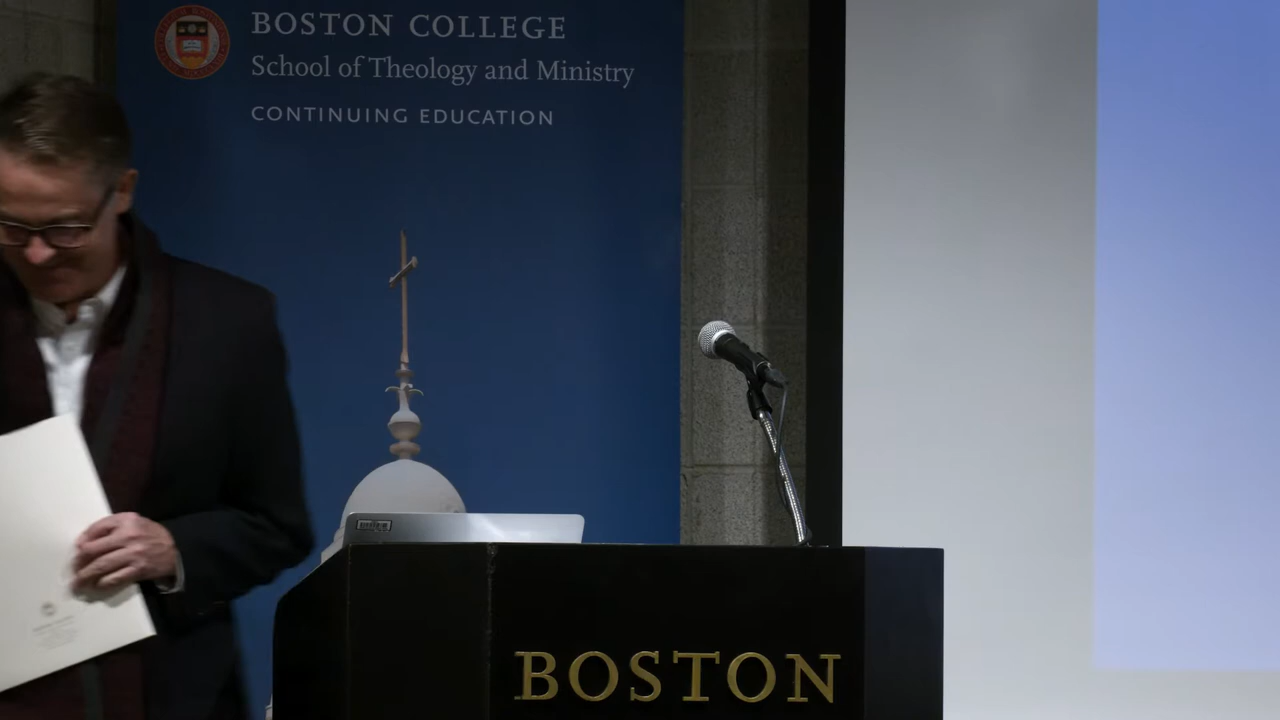 BOSTON COLLEGE
School of Theology and Ministry
CONTINUING EDUCATION
BOSTON